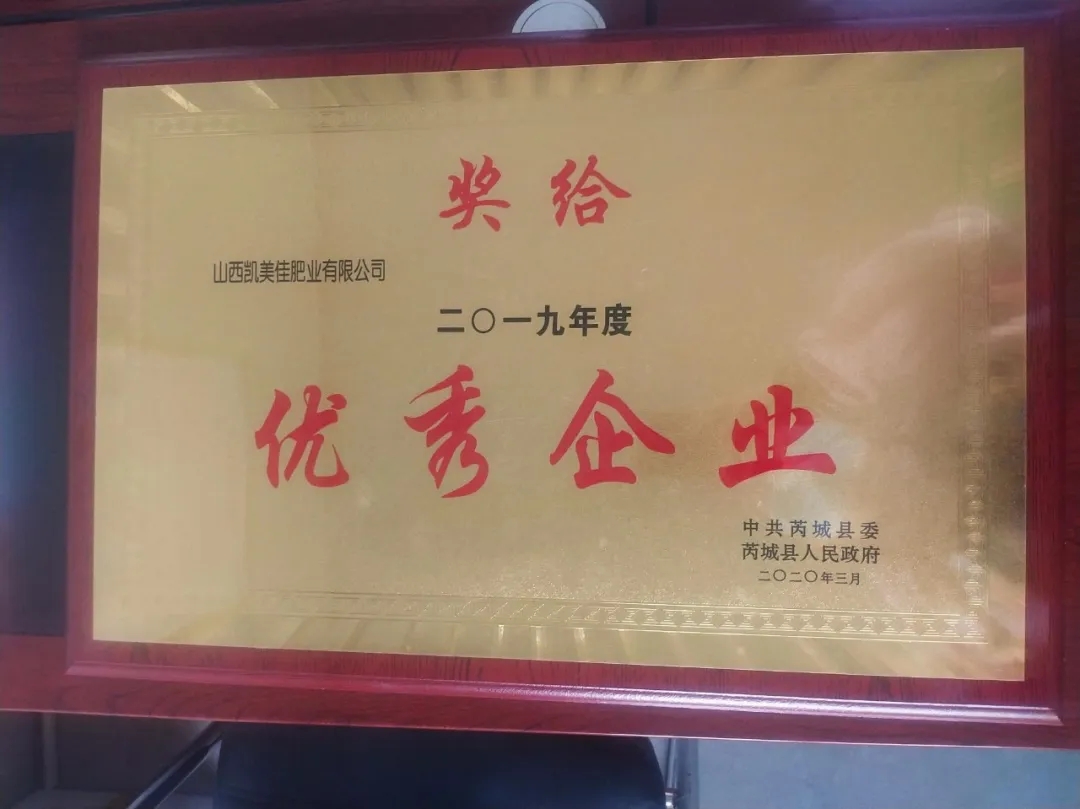 奖给
山西凯美佳肥业有限公司
二〇一九年度
优秀企业
中共芮城县委
芮城县人民政府
二〇二〇年三月